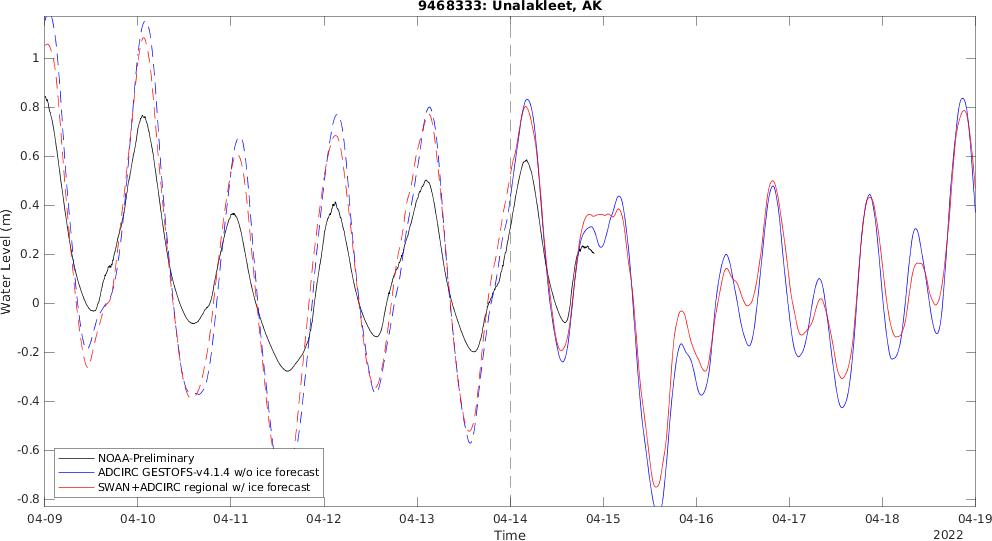 9468333: Unalakleet, AK
Water Level (m)
1
0.8
0.6
0.4
0.2
0
-0.2
-0.4
-0.6
-0.8
NOAA-Preliminary
ADCIRC GESTOFS-v4.1.4 w/o ice forecast
SWAN+ADCIRC regional w/ ice forecast
04-09 04-10 04-11 04-12 04-13 04-14 04-15 04-16 04-17 04-18 04-19
Time
2022